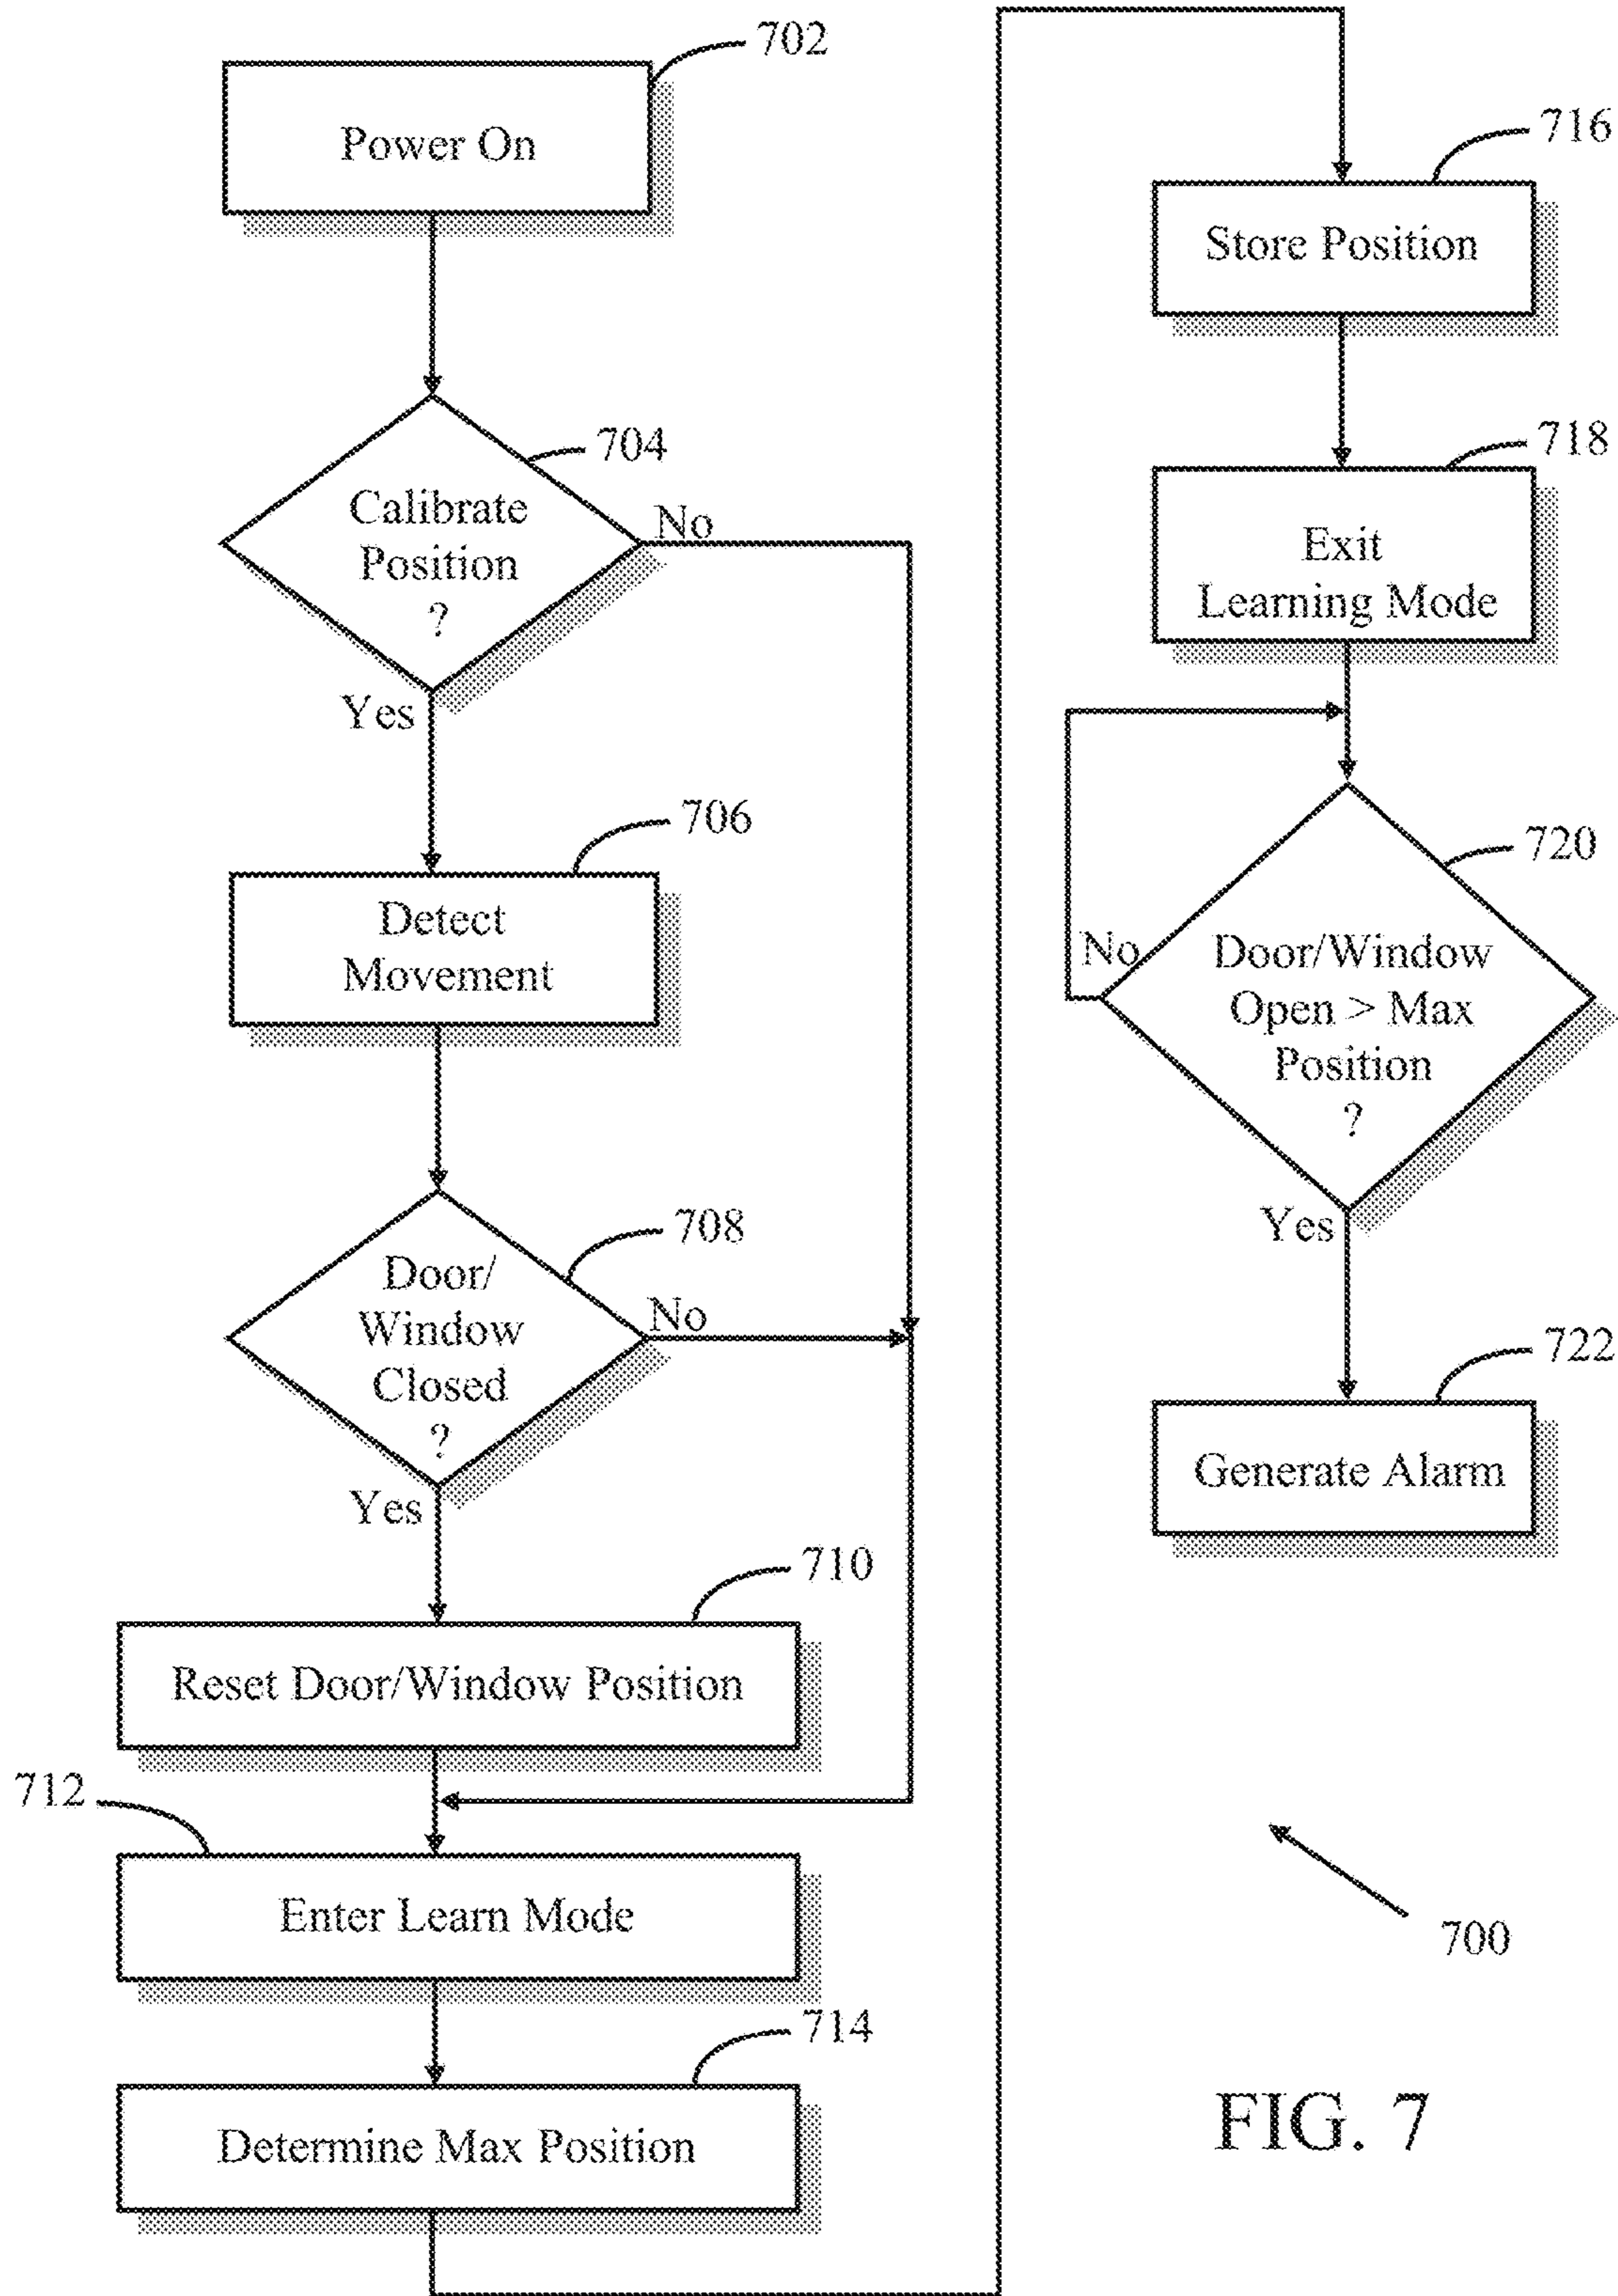 702
Power On
704
Calibrate
Position
?
No
Yes
706
Detect
Movement
708
Door/
Window
Closed
?
No
Yes
710
Reset Door/Window Position
712
Enter Learn Mode
714
Determine Max Position
716
Store Position
718
Exit
Learning Mode
720
No
Door/Window
Open > Max
Position
?
Yes
722
Generate Alarm
700
FIG. 7